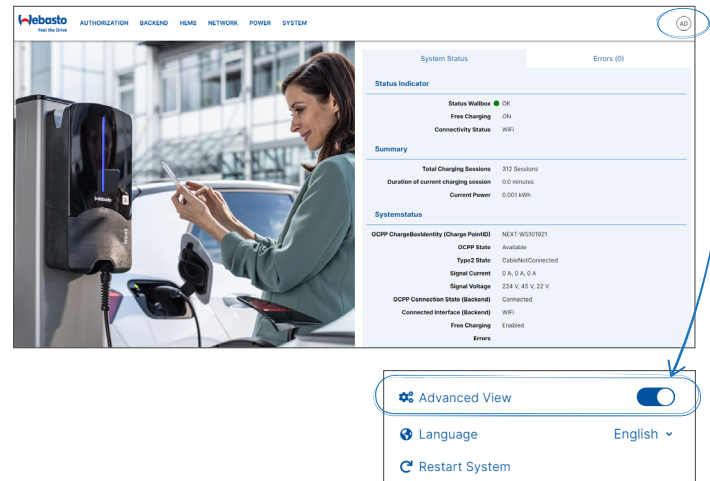 Webasto
Feel the Drive
AUTHORIZATION BACKEND HEMS NETWORK POWER SYSTEM
AD
System Status Errors (0)
Status Indicator
Status Wallbox OK
Free Charging ON
Connectivity Status WIFI
Summary
Total Charging Sessions 312 Sessions
Duration of current charging session 0.0 minutes
Current Power 0.001 kWh
Systemstatus
OCPP ChargeBoxIdentity (Charge PointID) NEXT-WS101921
OCPP State Available
Type2 State CableNotConnected
Signal Current 0 A, 0 A, 0 A
Signal Voltage 224 V, 45 V, 22 V
OCPP Connection State (Backend) Connected
Connected Interface (Backend) WIFI
Free Charging Enabled
Errors
Webasto
Advanced View
Language English
Restart System